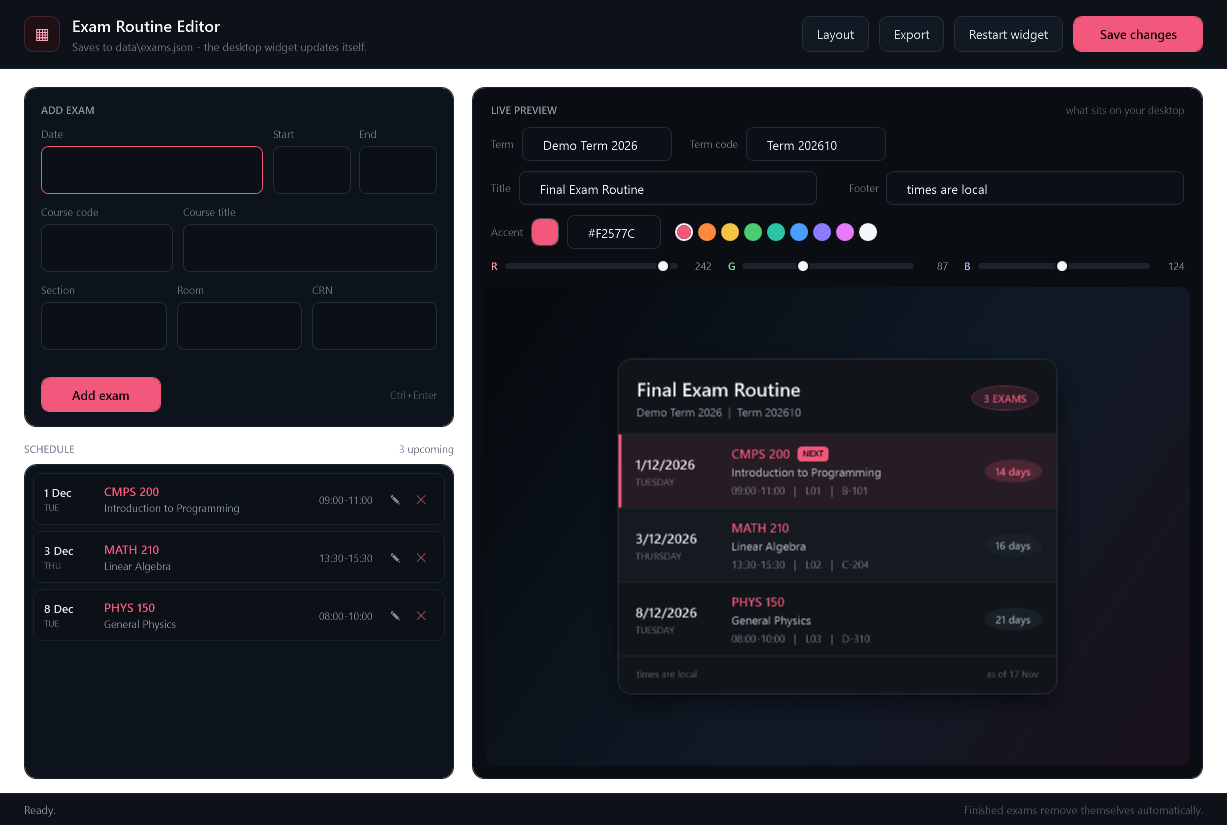 Exam Routine Editor
Saves to data\exams.json - the desktop widget updates itself.
Layout
Export
Restart widget
Save changes
ADD EXAM
Date
Start
End
Course code
Course title
Section
Room
CRN
Add exam
Ctrl+Enter
SCHEDULE
3 upcoming
1 Dec
TUE
CMPS 200
Introduction to Programming
09:00-11:00
3 Dec
THU
MATH 210
Linear Algebra
13:30-15:30
8 Dec
TUE
PHYS 150
General Physics
08:00-10:00
LIVE PREVIEW
what sits on your desktop
Term
Demo Term 2026
Term code
Term 202610
Title
Final Exam Routine
Footer
times are local
Accent
#F2577C
R
242
G
87
B
124
Final Exam Routine
Demo Term 2026 | Term 202610
3 EXAMS
1/12/2026
TUESDAY
CMPS 200 NEXT
Introduction to Programming
09:00-11:00 | L01 | B-101
14 days
3/12/2026
THURSDAY
MATH 210
Linear Algebra
13:30-15:30 | L02 | C-204
16 days
8/12/2026
TUESDAY
PHYS 150
General Physics
08:00-10:00 | L03 | D-310
21 days
times are local
as of 17 Nov
Ready.
Finished exams remove themselves automatically.